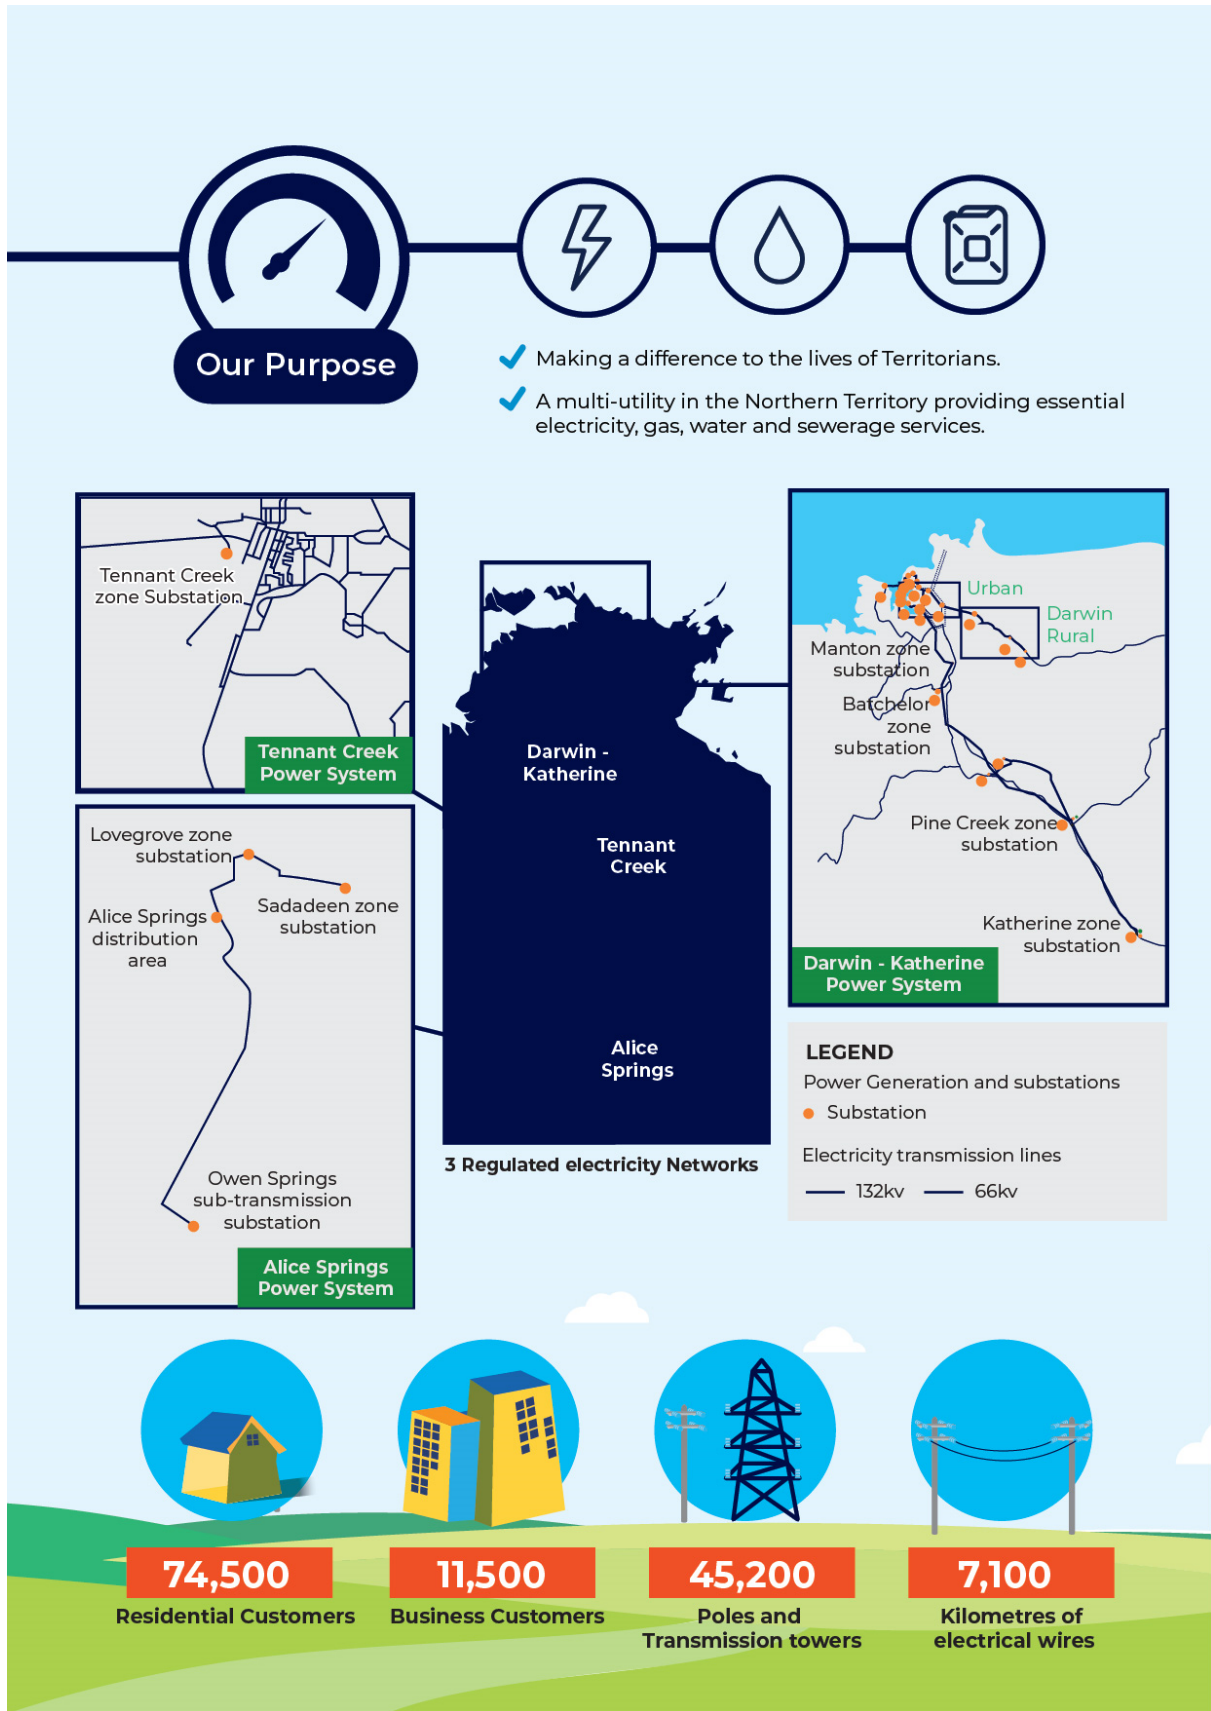 Our Purpose
Making a difference to the lives of Territorians.
A multi-utility in the Northern Territory providing essential
electricity, gas, water and sewerage services.
Tennant Creek
zone Substation
Tennant Creek
Power System
Lovegrove zone
substation
Alice Springs
distribution
area
Sadadeen zone
substation
Owen Springs
sub-transmission
substation
Alice Springs
Power System
Darwin -
Katherine
Tennant
Creek
Alice
Springs
3 Regulated electricity Networks
Urban
Darwin
Rural
Manton zone
substation
Batchelor
zone
substation
Pine Creek zone
substation
Katherine zone
substation
Darwin - Katherine
Power System
LEGEND
Power Generation and substations
Substation
Electricity transmission lines
132kv 66kv
74,500
Residential Customers
11,500
Business Customers
45,200
Poles and
Transmission towers
7,100
Kilometres of
electrical wires